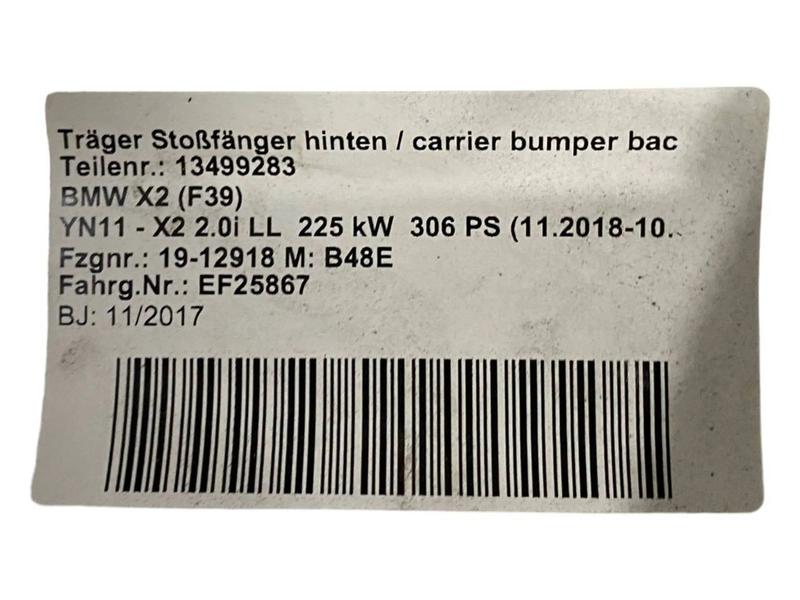 Träger Stoßfänger hinten / carrier bumper bac
Teilenr.: 13499283
BMW X2 (F39)
YN11 - X2 2.0i LL 225 kW 306 PS (11.2018-10.
Fzgnr.: 19-12918 M: B48E
Fahrg.Nr.: EF25867
BJ: 11/2017